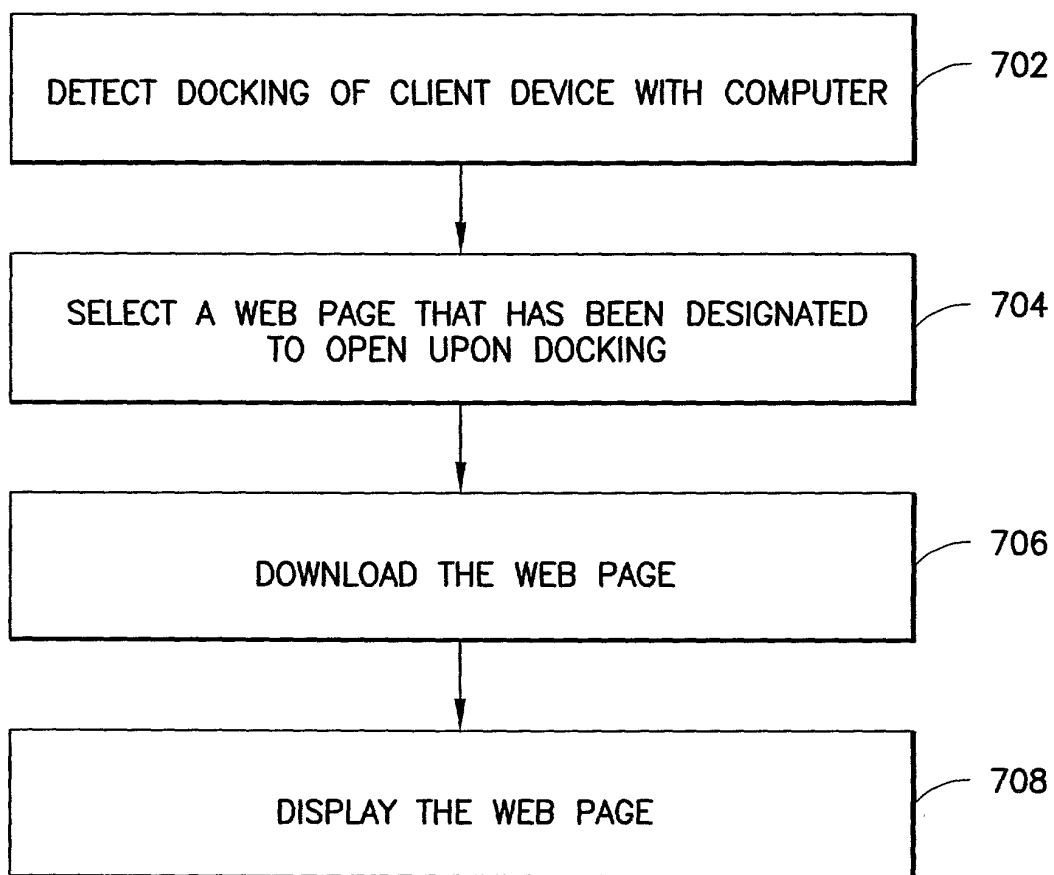 DETECT DOCKING OF CLIENT DEVICE WITH COMPUTER
702
SELECT A WEB PAGE THAT HAS BEEN DESIGNATED
TO OPEN UPON DOCKING
704
DOWNLOAD THE WEB PAGE
706
DISPLAY THE WEB PAGE
708